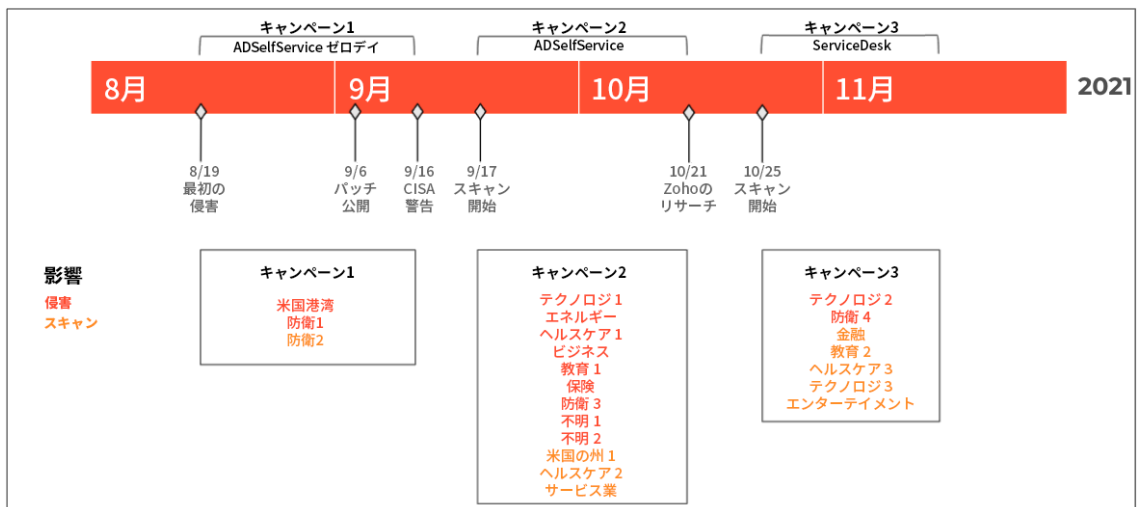 キャンペーン1
ADSelfService ゼロデイ
キャンペーン2
ADSelfService
キャンペーン3
ServiceDesk
8月
9月
10月
11月
2021
8/19
最初の
侵害
9/6
パッチ
公開
9/16
CISA
警告
9/17
スキャン
開始
10/21
Zohoの
リサーチ
10/25
スキャン
開始
影響
侵害
スキャン
キャンペーン1
米国港湾
防衛1
防衛2
キャンペーン2
テクノロジ 1
エネルギー
ヘルスケア 1
ビジネス
教育 1
保険
防衛 3
不明 1
不明 2
米国の州 1
ヘルスケア 2
サービス業
キャンペーン3
テクノロジ 2
防衛 4
金融
教育 2
ヘルスケア 3
テクノロジ 3
エンターテイメント